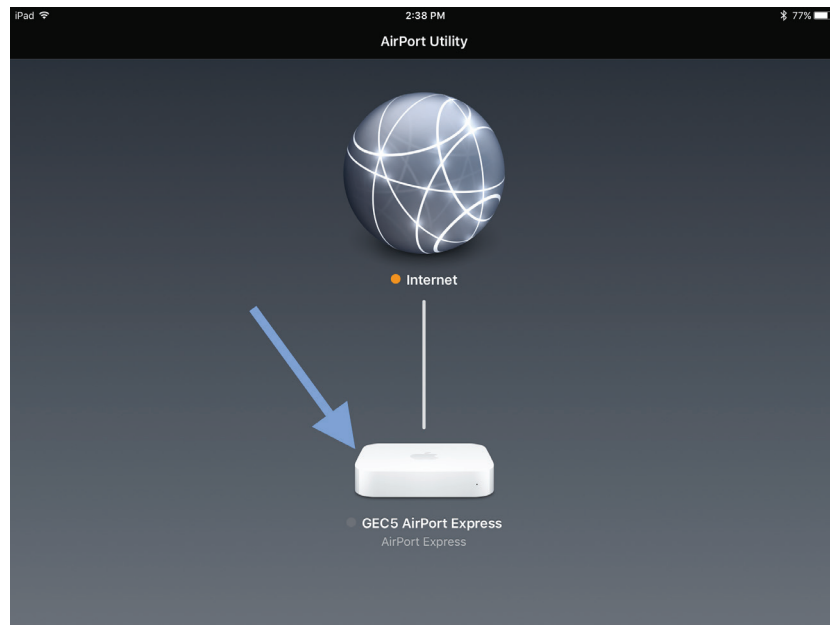 iPad 2:38 PM 77%
AirPort Utility
Internet
GEC5 AirPort Express
AirPort Express